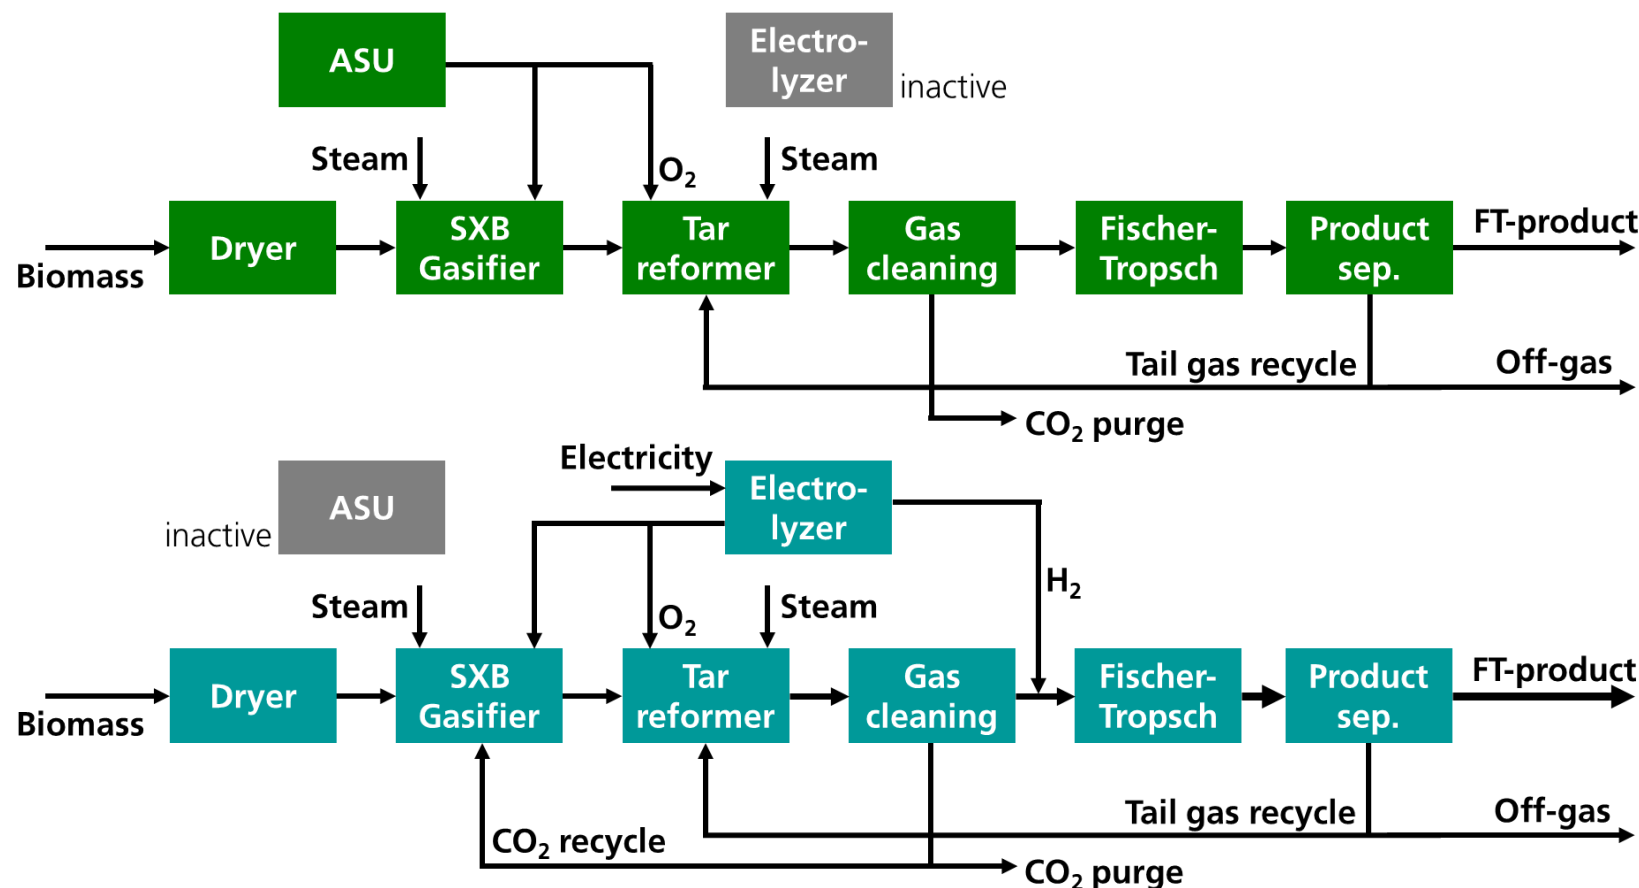 ASU
Electro-
lyzer
inactive
Steam
O2
Steam
Biomass
Dryer
SXB
Gasifier
Tar
reformer
Gas
cleaning
Fischer-
Tropsch
Product
sep.
FT-product
Tail gas recycle
Off-gas
CO2 purge
Electricity
Electro-
lyzer
inactive
ASU
H2
Steam
O2
Steam
Biomass
Dryer
SXB
Gasifier
Tar
reformer
Gas
cleaning
Fischer-
Tropsch
Product
sep.
FT-product
Tail gas recycle
Off-gas
CO2 recycle
CO2 purge